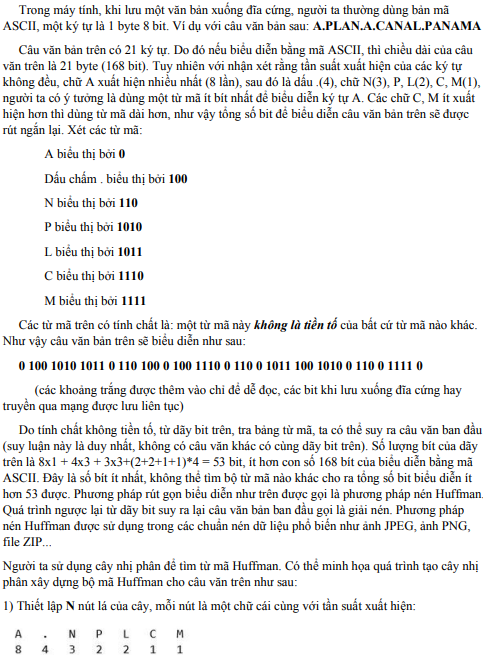 Trong máy tính, khi lưu một văn bản xuống đĩa cứng, người ta thường dùng bản mã
ASCII, một ký tự là 1 byte 8 bit. Ví dụ với câu văn bản sau: A.PLAN.A.CANAL.PANAMA
Câu văn bản trên có 21 ký tự. Do đó nếu biểu diễn bằng mã ASCII, thì chiều dài của câu
văn trên là 21 byte (168 bit). Tuy nhiên với nhận xét rằng tần suất xuất hiện của các ký tự
không đều, chữ A xuất hiện nhiều nhất (8 lần), sau đó là dấu .(4), chữ N(3), P, L(2), C, M(1),
người ta có ý tưởng là dùng một từ mã ít bít nhất để biểu diễn ký tự A. Các chữ C, M ít xuất
hiện hơn thì dùng từ mã dài hơn, như vậy tổng số bit để biểu diễn câu văn bản trên sẽ được
rút ngắn lại. Xét các từ mã:
A biểu thị bởi 0
Dấu chấm . biểu thị bởi 100
N biểu thị bởi 110
P biểu thị bởi 1010
L biểu thị bởi 1011
C biểu thị bởi 1110
M biểu thị bởi 1111
Các từ mã trên có tính chất là: một từ mã này không là tiền tố của bất cứ từ mã nào khác.
Như vậy câu văn bản trên sẽ biểu diễn như sau:
0 100 1010 1011 0 110 100 0 100 1110 0 110 0 1011 100 1010 0 110 0 1111 0
(các khoảng trắng được thêm vào chỉ để dễ đọc, các bit khi lưu xuống đĩa cứng hay
truyền qua mạng được lưu liên tục)
Do tính chất không tiền tố, từ dãy bit trên, tra bảng từ mã, ta có thể suy ra câu văn ban đầu
(suy luận này là duy nhất, không có câu văn khác có cùng dãy bit trên). Số lượng bít của dãy
trên là 8x1 + 4x3 + 3x3+(2+2+1+1)*4 = 53 bit, ít hơn con số 168 bít của biểu diễn bằng mã
ASCII. Đây là số bít ít nhất, không thể tìm bộ từ mã nào khác cho ra tổng số bit biểu diễn ít
hơn 53 được. Phương pháp rút gọn biểu diễn như trên được gọi là phương pháp nén Huffman.
Quá trình ngược lại từ dãy bit suy ra lại câu văn bản ban đầu gọi là giải nén. Phương pháp
nén Huffman được sử dụng trong các chuẩn nén dữ liệu phổ biến như ảnh JPEG, ảnh PNG,
file ZIP...
Người ta sử dụng cây nhị phân để tìm từ mã Huffman. Có thể minh họa quá trình tạo cây nhị
phân xây dựng bộ mã Huffman cho câu văn trên như sau:
1) Thiết lập N nút lá của cây, mỗi nút là một chữ cái cùng với tần suất xuất hiện:
A . N P L C M
8 4 3 2 2 1 1